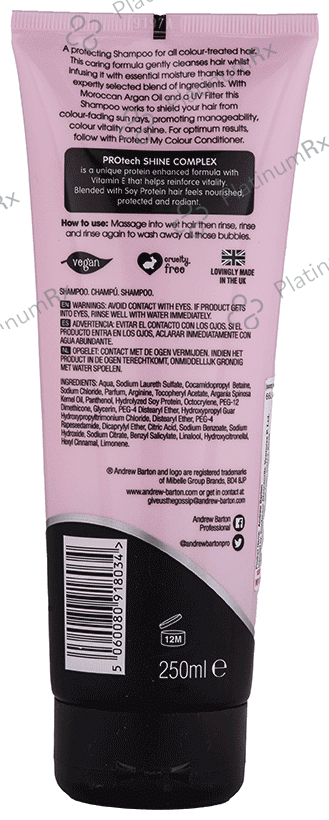 A protecting Shampoo for all colour-treated hair.
This caring formula gently cleanses hair whilst
infusing it with essential moisture thanks to the
expertly selected blend of ingredients. With
Moroccan Argan Oil and a UV Filter this
Shampoo works to shield your hair from
colour-fading sun rays, promoting manageability,
colour vitality and shine. For optimum results,
follow with Pro My Colour Conditioner.
PROtech SHINE COMPLEX
is a unique protein enhanced formula with
Vitamin E that helps reinforce vitality.
Blended with Soy Protein hair feels nourished,
protected and radiant.
How to use: Massage into wet hair then rinse, rinse
and rinse again to wash away all those bubbles.
vegan
cruelty free
LOVINGLY MADE
IN THE UK
SHAMPOO. CHAMPÚ. SHAMPOO.
EN WARNINGS: AVOID CONTACT WITH EYES. IF PRODUCT GETS
INTO EYES, RINSE WELL WITH WATER IMMEDIATELY.
ES ADVERTENCIA: EVITAR EL CONTACTO CON LOS OJOS. SI EL
PRODUCTO ENTRA EN LOS OJOS, ACLARAR INMEDIATAMENTE CON
AGUA ABUNDANTE.
NL OPGELET: CONTACT MET DE OGEN VERMIJDEN. INDIEN HET
PRODUCT IN DE OGEN TERECHTKOMT, ONMIDDELLIJK GRONDIG
MET WATER SPOELEN.
INGREDIENTS: Aqua, Sodium Laureth Sulfate, Cocamidopropyl Betaine,
Sodium Chloride, Parfum, Arginine, Tocopheryl Acetate, Argania Spinosa
Kernel Oil, Panthenol, Hydrolyzed Soy Protein, Octocrylene, PEG-12
Dimethicone, Glycerin, PEG-4 Distearyl Ether, Hydroxypropyl Guar
Hydroxypropyltrimonium Chloride, Distearyl Ether, PEG-4
Rapeseedamide, Dicaprylyl Ether, Citric Acid, Sodium Benzoate, Sodium
Hydroxide, Sodium Citrate, Benzyl Salicylate, Linalool, Hydroxycitronellal,
Hexyl Cinnamal, Limonene.
® Andrew Barton and logo are registered trademarks
of Mibelle Group Brands, BD4 8JP
www.andrew-barton.com or get in contact at:
giveusthegossip@andrew-barton.com
Andrew Barton
Professional
@andrewbartonpro
5 060080 918034 >
12M
250ml ℮
PlatinumRx
PlatinumRx
PlatinumRx